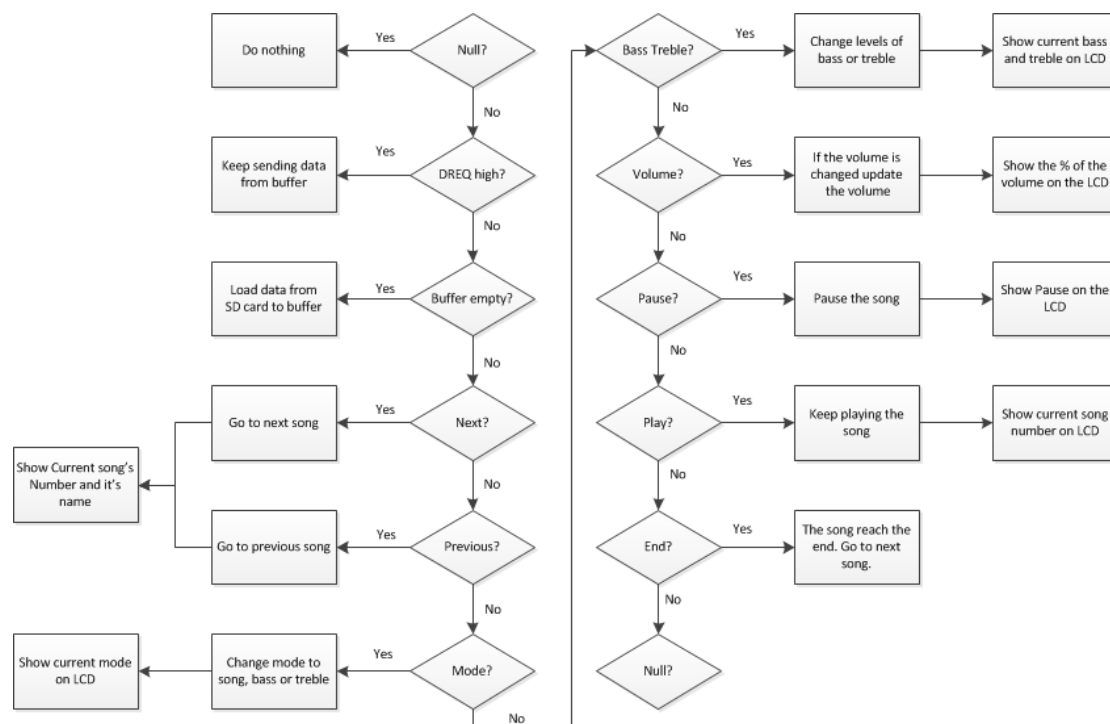 Do nothing
Yes
Null?
No
Keep sending data
from buffer
Yes
DREQ high?
No
Load data from
SD card to buffer
Yes
Buffer empty?
No
Go to next song
Yes
Next?
No
Show Current song's
Number and it's
name
Go to previous song
Yes
Previous?
No
Show current mode
on LCD
Change mode to
song, bass or treble
Yes
Mode?
No
Bass Treble?
Yes
Change levels of
bass or treble
Show current bass
and treble on LCD
No
Volume?
Yes
If the volume is
changed update
the volume
Show the % of the
volume on the LCD
No
Pause?
Yes
Pause the song
Show Pause on the
LCD
No
Play?
Yes
Keep playing the
song
Show current song
number on LCD
No
End?
Yes
The song reach the
end. Go to next
song.
No
Null?